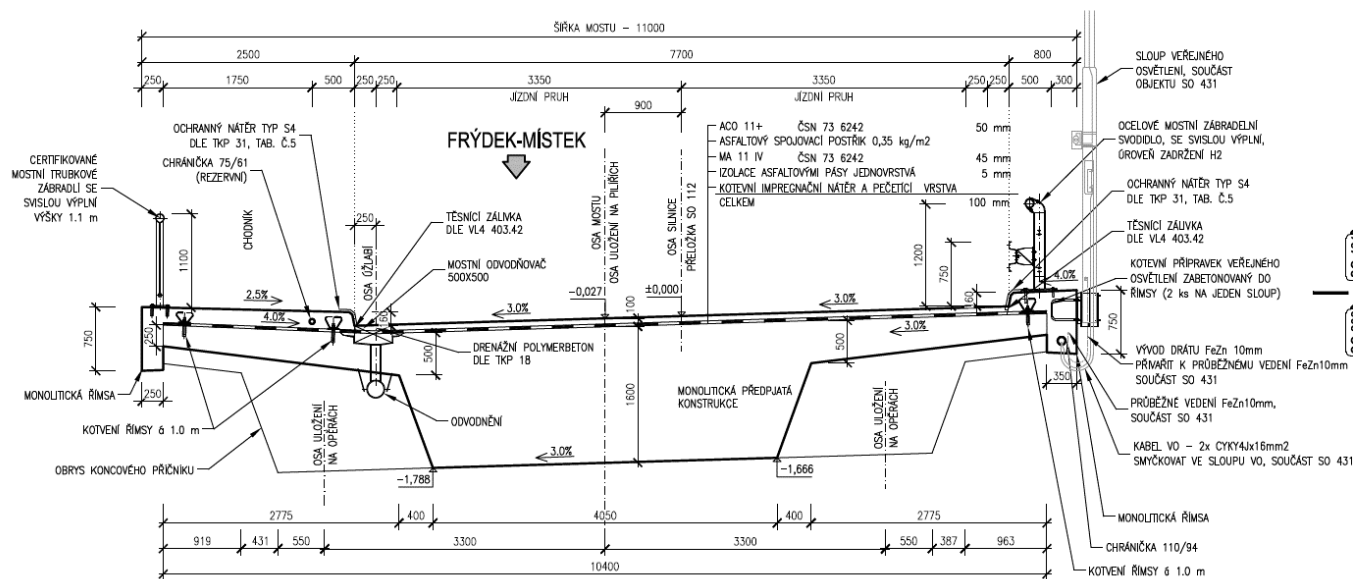 ŠÍŘKA MOSTU - 11000
2500
7700
800
250
1750
500
250
250
3350
3350
250
250
500
300
JÍZDNÍ PRUH
JÍZDNÍ PRUH
900
SLOUP VEŘEJNÉHO
OSVĚTLENÍ, SOUČÁST
OBJEKTU SO 431
OCHRANNÝ NÁTĚR TYP S4
DLE TKP 31, TAB. Č.5
CHRÁNIČKA 75/61
(REZERVNÍ)
FRÝDEK-MÍSTEK
ACO 11+ ČSN 73 6242 50 mm
ASFALTOVÝ SPOJOVACÍ POSTŘIK 0,35 kg/m2
MA 11 IV ČSN 73 6242 45 mm
IZOLACE ASFALTOVÝMI PÁSY JEDNOVRSTVÁ 5 mm
KOTEVNÍ IMPREGNAČNÍ NÁTĚR A PEČETÍCÍ VRSTVA
CELKEM 100 mm
OCELOVÉ MOSTNÍ ZÁBRADELNÍ
SVODIDLO, SE SVISLOU VÝPLNÍ,
ÚROVEŇ ZADRŽENÍ H2
CERTIFIKOVANÉ
MOSTNÍ TRUBKOVÉ
ZÁBRADLÍ SE
SVISLOU VÝPLNÍ
VÝŠKY 1.1 m
OCHRANNÝ NÁTĚR TYP S4
DLE TKP 31, TAB. Č.5
CHODNÍK
1100
250
OSA ÚŽLABÍ
TĚSNÍCÍ ZÁLIVKA
DLE VL4 403.42
MOSTNÍ ODVODŇOVAČ
500X500
OSA MOSTU
OSA ULOŽENÍ NA PILÍŘÍCH
OSA SILNICE
PŘELOŽKA SO 112
1200
750
TĚSNÍCÍ ZÁLIVKA
DLE VL4 403.42
KOTEVNÍ PŘÍPRAVEK VEŘEJNÉHO
OSVĚTLENÍ ZABETONOVANÝ DO
ŘÍMSY (2 ks NA JEDEN SLOUP)
2.5%
4.0%
160
3.0%
-0,027
±0,000
100
3.0%
3.0%
160
4.0%
750
250
500
DRENÁŽNÍ POLYMERBETON
DLE TKP 18
500
750
350
VÝVOD DRÁTU FeZn 10mm
PŘIVAŘIT K PRŮBĚŽNÉMU VEDENÍ FeZn10mm
SOUČÁST SO 431
MONOLITICKÁ ŘÍMSA
250
1600
MONOLITICKÁ PŘEDPJATÁ
KONSTRUKCE
PRŮBĚŽNÉ VEDENÍ FeZn10mm,
SOUČÁST SO 431
KOTVENÍ ŘÍMSY á 1.0 m
OSA ULOŽENÍ
NA OPĚRÁCH
ODVODNĚNÍ
OSA ULOŽENÍ
NA OPĚRÁCH
KABEL VO - 2x CYKY4Jx16mm2
SMYČKOVAT VE SLOUPU VO, SOUČÁST SO 431
OBRYS KONCOVÉHO PŘÍČNÍKU
3.0%
-1,788
-1,666
2775
400
4050
400
2775
MONOLITICKÁ ŘÍMSA
919
431
550
3300
3300
550
387
963
CHRÁNIČKA 110/94
10400
KOTVENÍ ŘÍMSY á 1.0 m